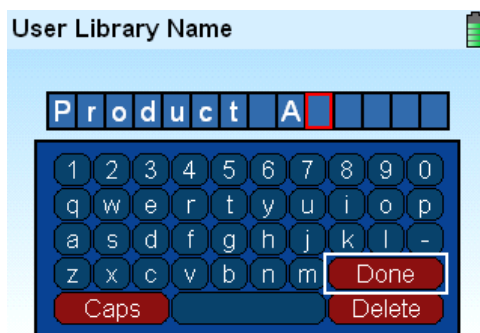 User Library Name
Product A
1 2 3 4 5 6 7 8 9 0
q w e r t y u i o p
a s d f g h j k l -
z x c v b n m Done
Caps Delete